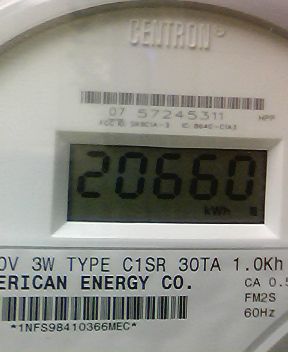 CENTRON
07 57245311 HPP
20660
kWh
0V 3W TYPE C1SR 30TA 1.0Kh
ERICAN ENERGY CO. CA 0.5
FM2S
*1NFS98410366MEC* 60Hz